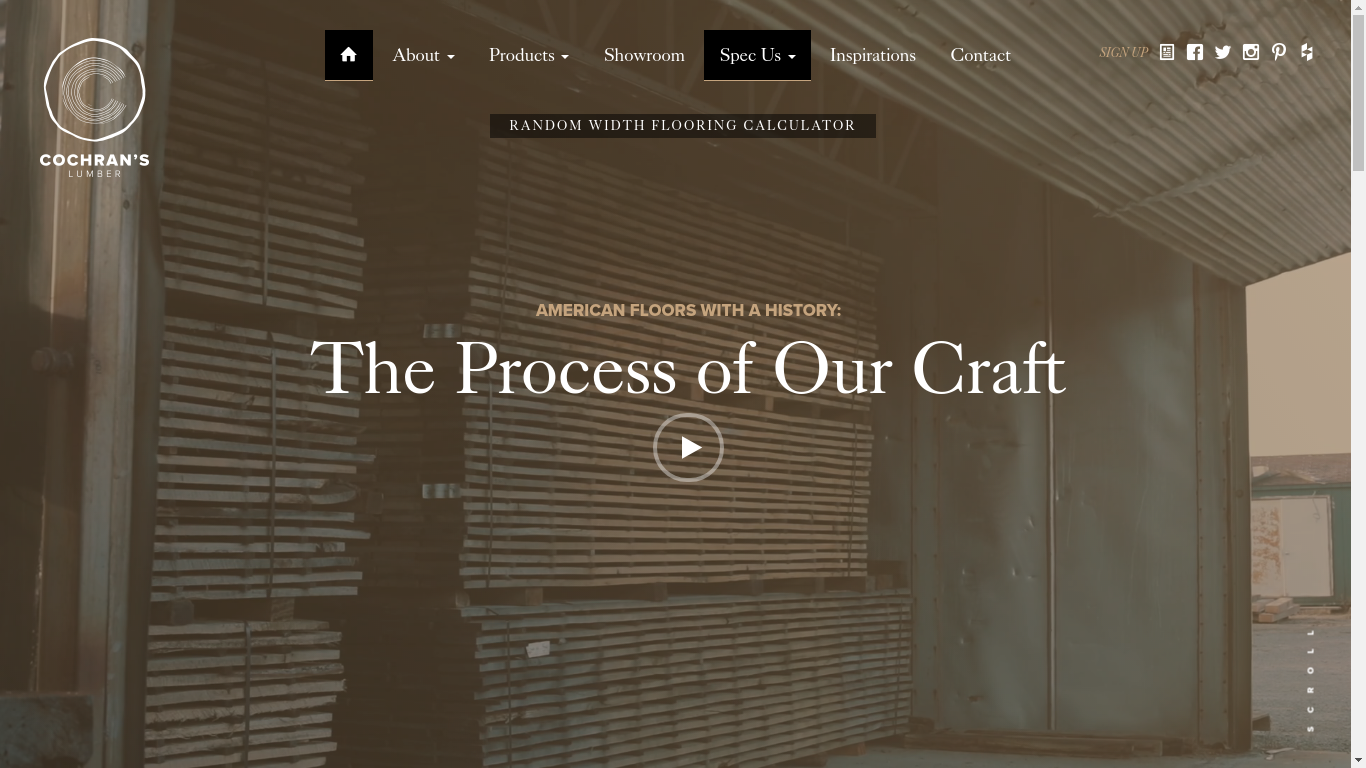 About
Products
Showroom
Spec Us
Inspirations
Contact
SIGN UP
COCHRAN'S
LUMBER
RANDOM WIDTH FLOORING CALCULATOR
AMERICAN FLOORS WITH A HISTORY:
The Process of Our Craft
SCROLL